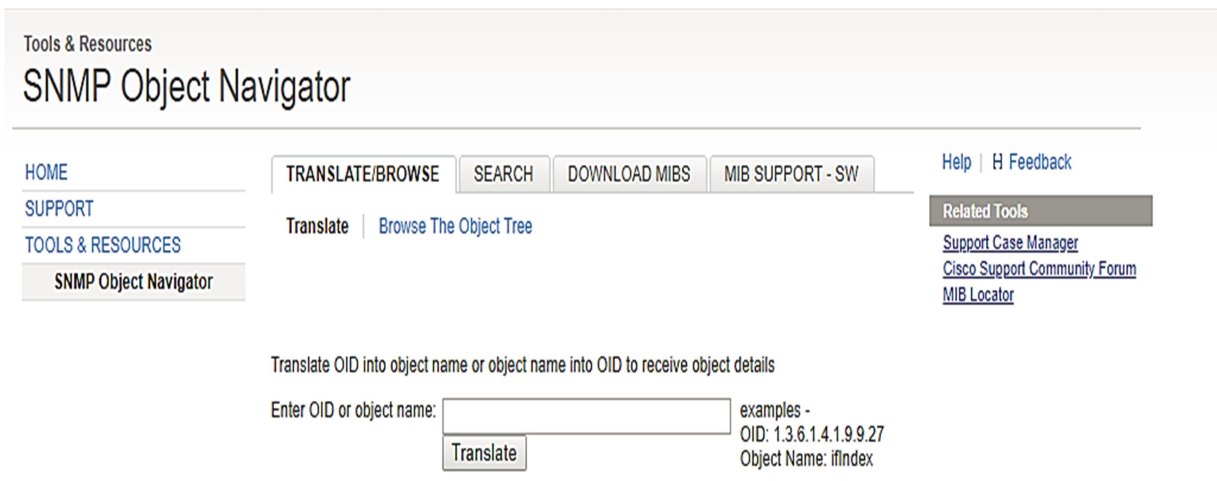 Tools & Resources
SNMP Object Navigator
HOME
SUPPORT
TOOLS & RESOURCES
SNMP Object Navigator
TRANSLATE/BROWSE
SEARCH
DOWNLOAD MIBS
MIB SUPPORT - SW
Translate | Browse The Object Tree
Translate OID into object name or object name into OID to receive object details
Enter OID or object name:
Translate
examples -
OID: 1.3.6.1.4.1.9.9.27
Object Name: ifIndex
Help | H Feedback
Related Tools
Support Case Manager
Cisco Support Community Forum
MIB Locator